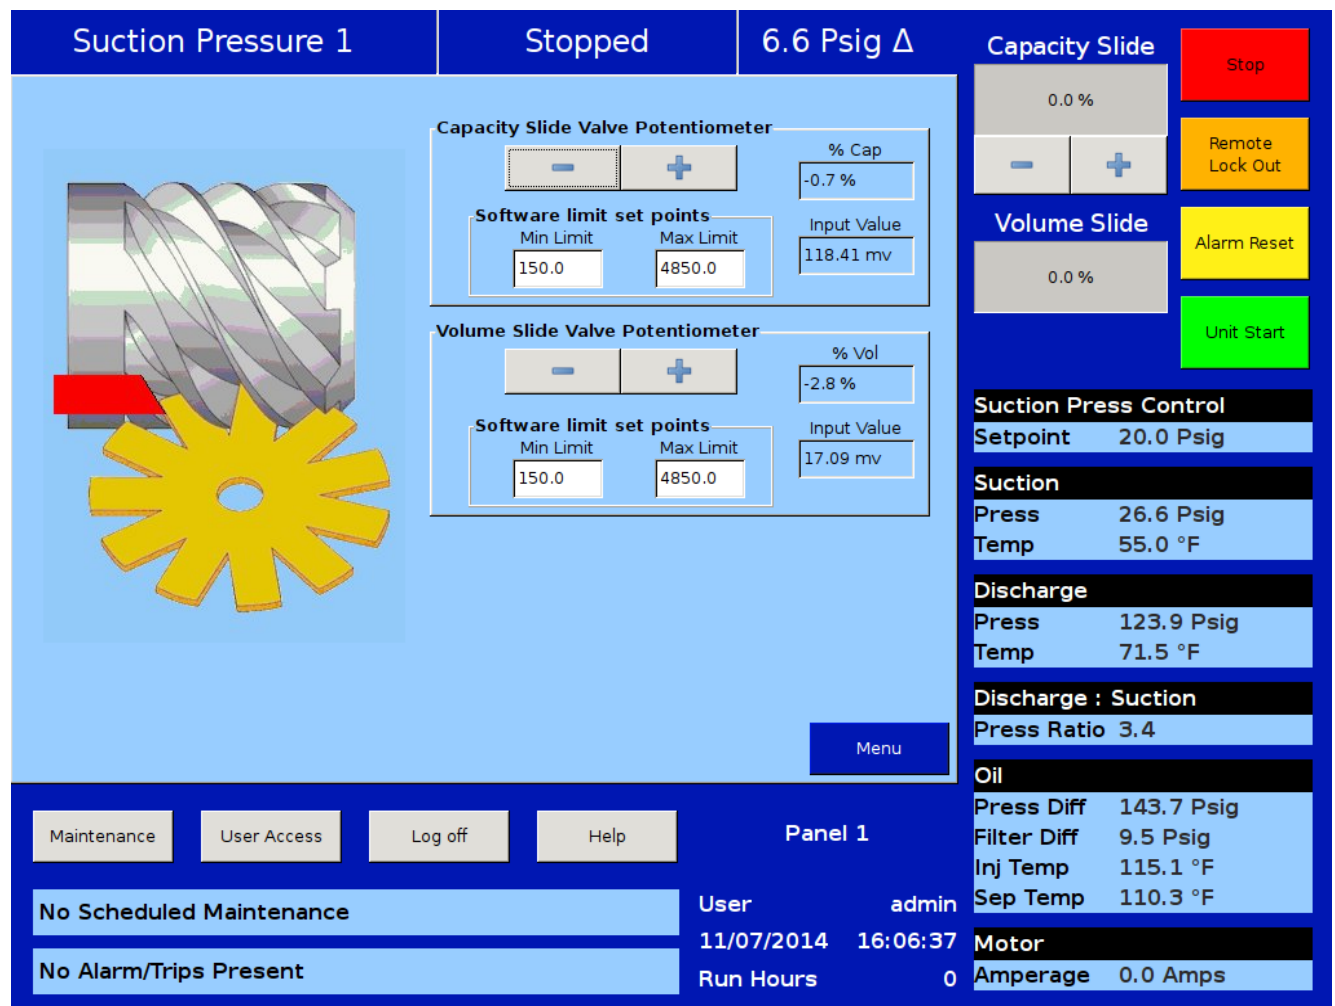 Suction Pressure 1
Stopped
6.6 Psig Δ
Capacity Slide Valve Potentiometer
% Cap
-0.7 %
Software limit set points
Min Limit
Max Limit
150.0
4850.0
Input Value
118.41 mv
Volume Slide Valve Potentiometer
% Vol
-2.8 %
Software limit set points
Min Limit
Max Limit
150.0
4850.0
Input Value
17.09 mv
Menu
Capacity Slide
0.0 %
Volume Slide
0.0 %
Stop
Remote
Lock Out
Alarm Reset
Unit Start
Suction Press Control
Setpoint 20.0 Psig
Suction
Press 26.6 Psig
Temp 55.0 °F
Discharge
Press 123.9 Psig
Temp 71.5 °F
Discharge : Suction
Press Ratio 3.4
Oil
Press Diff 143.7 Psig
Filter Diff 9.5 Psig
Inj Temp 115.1 °F
Sep Temp 110.3 °F
Motor
Amperage 0.0 Amps
Maintenance
User Access
Log off
Help
Panel 1
No Scheduled Maintenance
No Alarm/Trips Present
User admin
11/07/2014 16:06:37
Run Hours 0